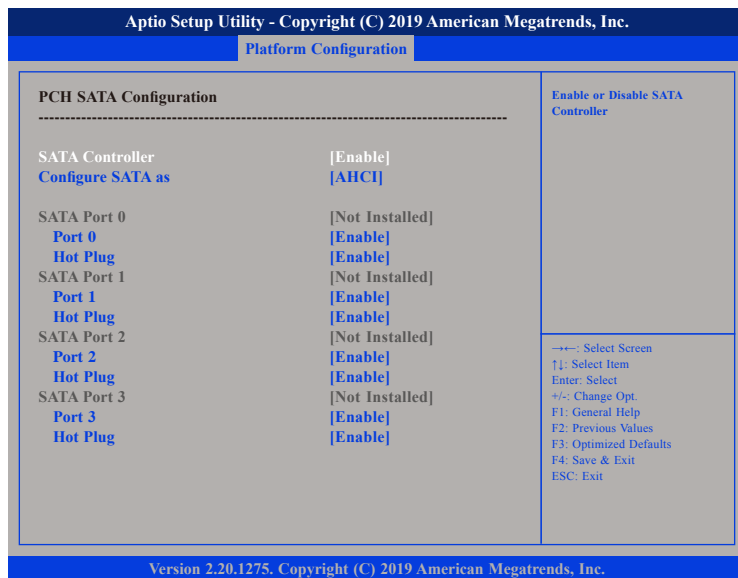 Aptio Setup Utility - Copyright (C) 2019 American Megatrends, Inc.
Platform Configuration
PCH SATA Configuration
--------------------------------------------------------------------------------
SATA Controller [Enable]
Configure SATA as [AHCI]
SATA Port 0 [Not Installed]
Port 0 [Enable]
Hot Plug [Enable]
SATA Port 1 [Not Installed]
Port 1 [Enable]
Hot Plug [Enable]
SATA Port 2 [Not Installed]
Port 2 [Enable]
Hot Plug [Enable]
SATA Port 3 [Not Installed]
Port 3 [Enable]
Hot Plug [Enable]
Enable or Disable SATA
Controller
→←: Select Screen
↑↓: Select Item
Enter: Select
+/-: Change Opt.
F1: General Help
F2: Previous Values
F3: Optimized Defaults
F4: Save & Exit
ESC: Exit
Version 2.20.1275. Copyright (C) 2019 American Megatrends, Inc.